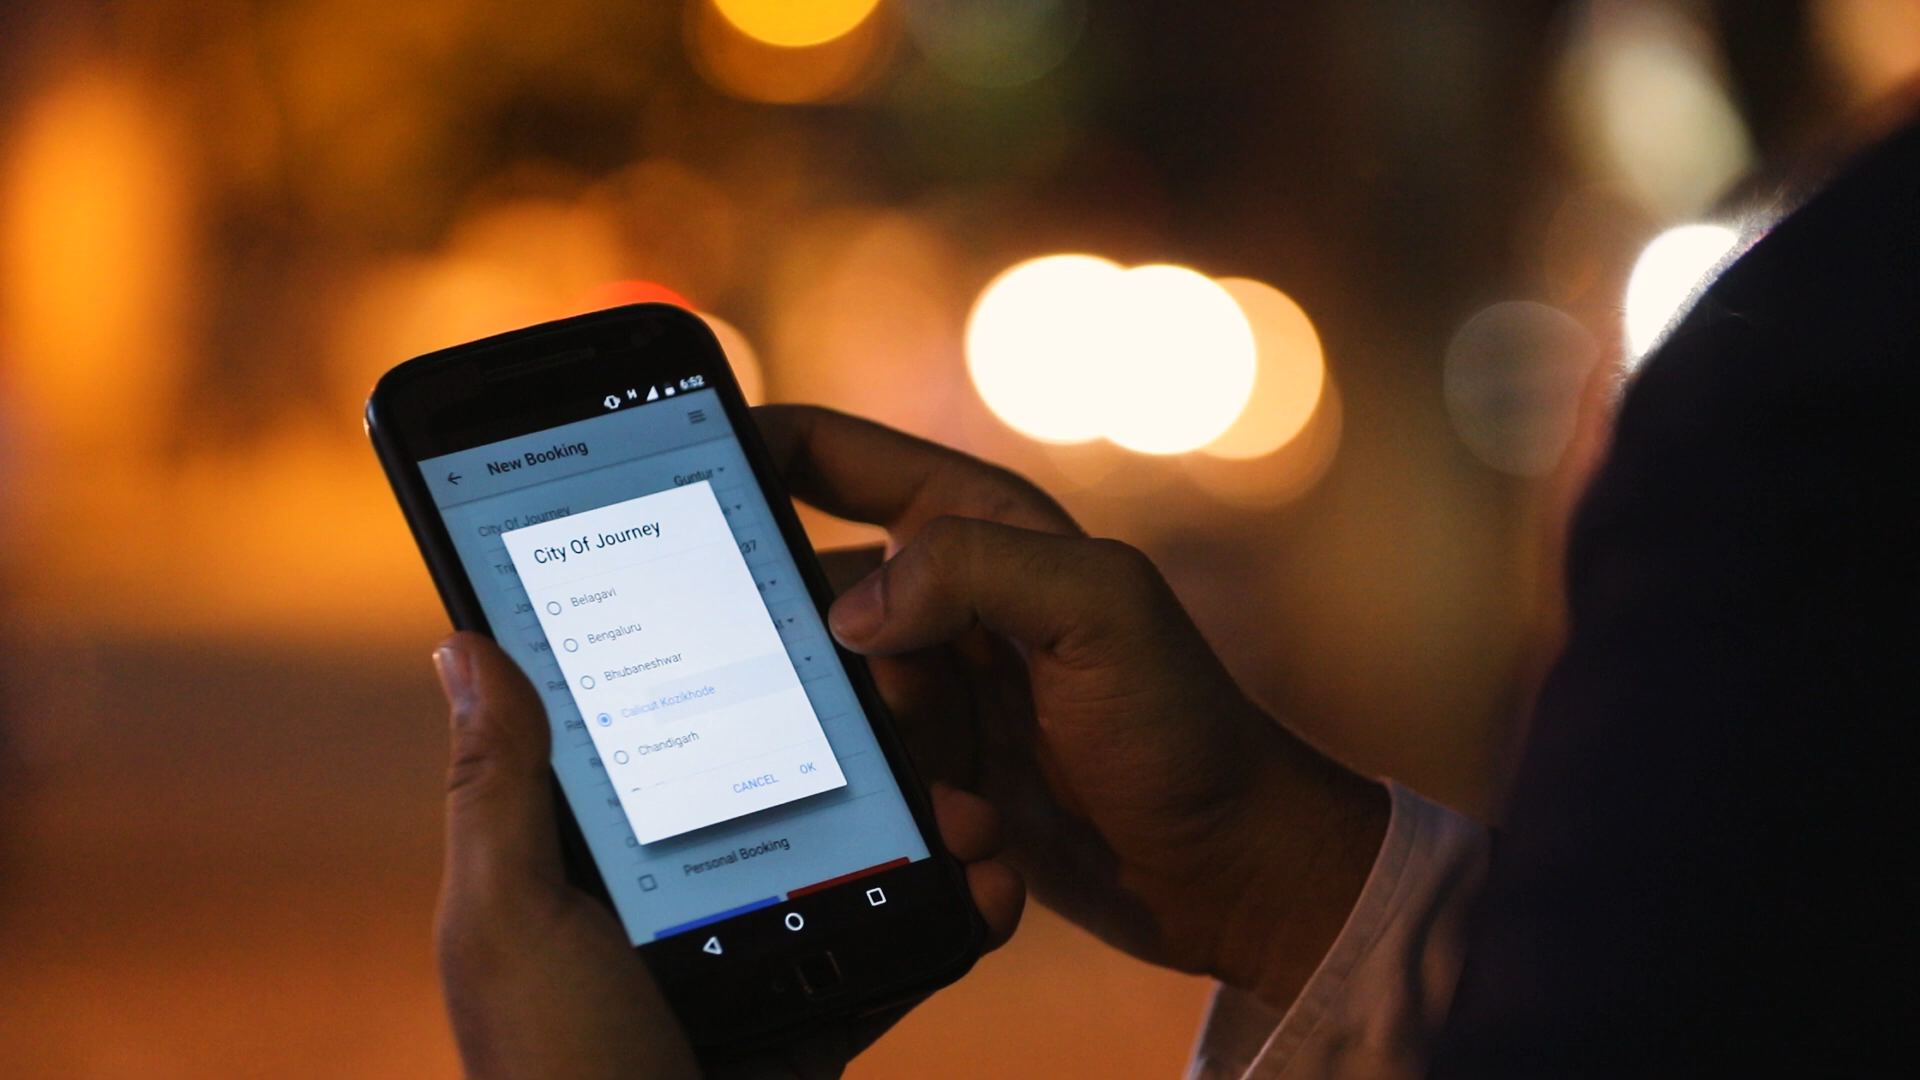 H 6:52
New Booking
Guntur
City Of Journey
37
City Of Journey
Belagavi
Bengaluru
Bhubaneshwar
Calicut Kozikhode
Chandigarh
CANCEL OK
Personal Booking